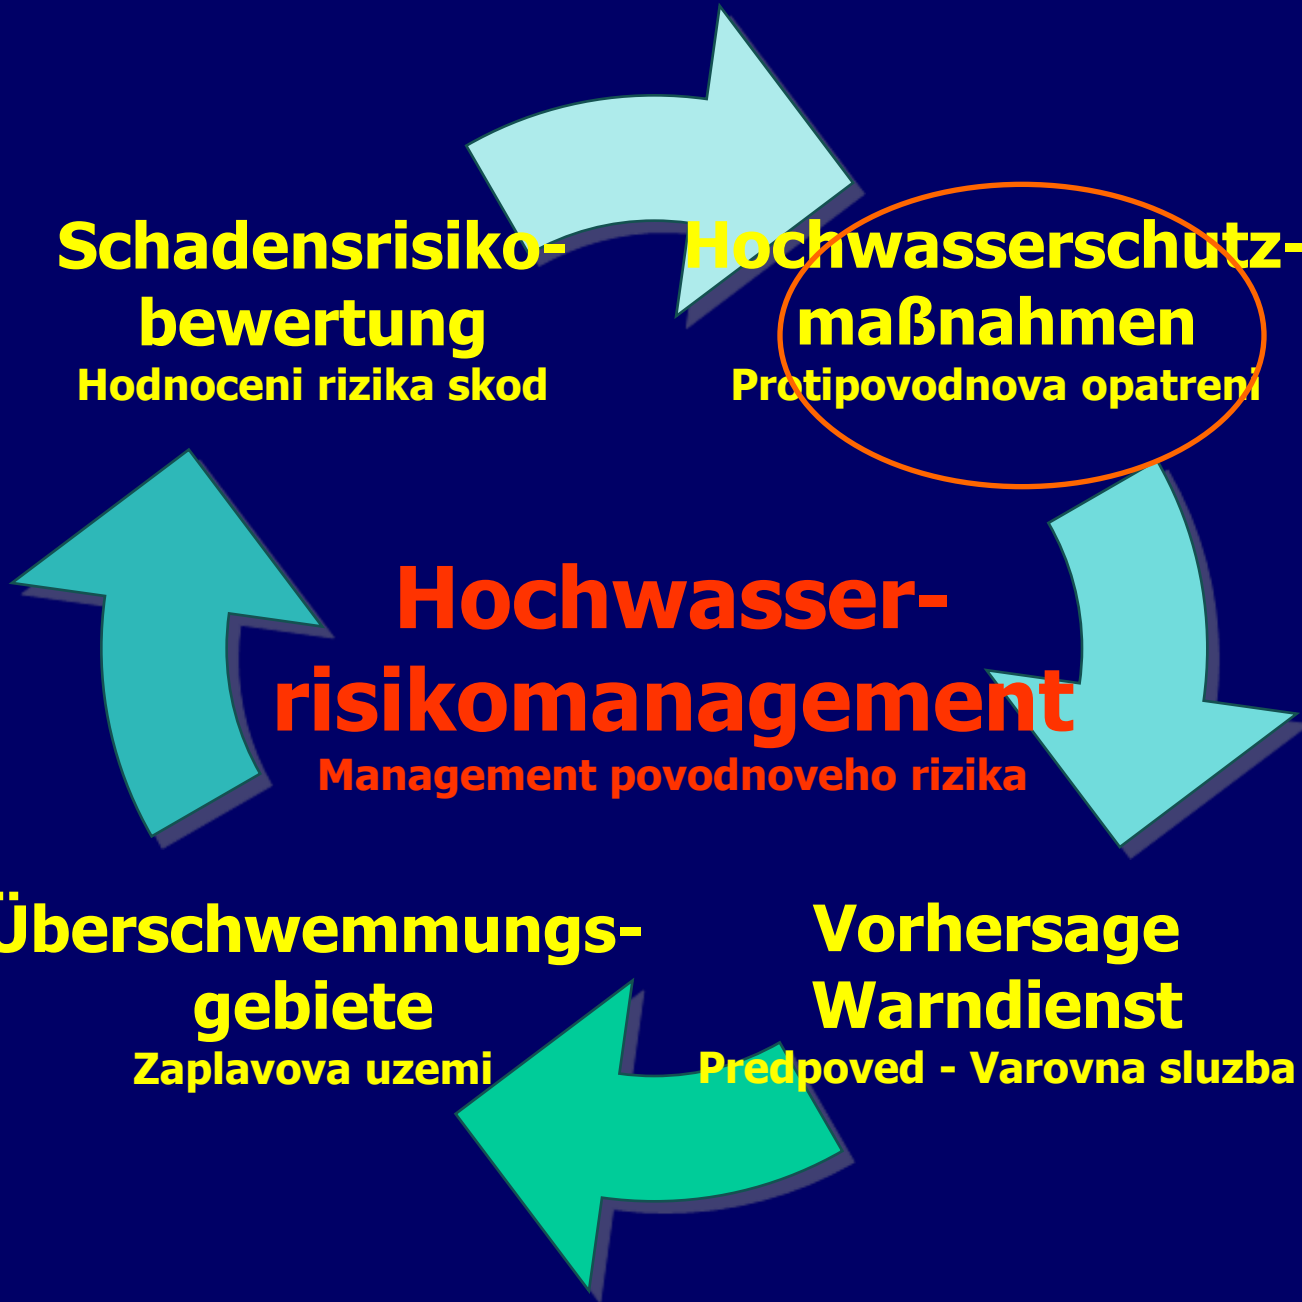 Schadensrisiko-
bewertung
Hodnoceni rizika skod
Hochwasserschutz-
maßnahmen
Protipovodnova opatreni
Hochwasser-
risikomanagement
Management povodnoveho rizika
Überschwemmungs-
gebiete
Zaplavova uzemi
Vorhersage
Warndienst
Predpoved - Varovna sluzba